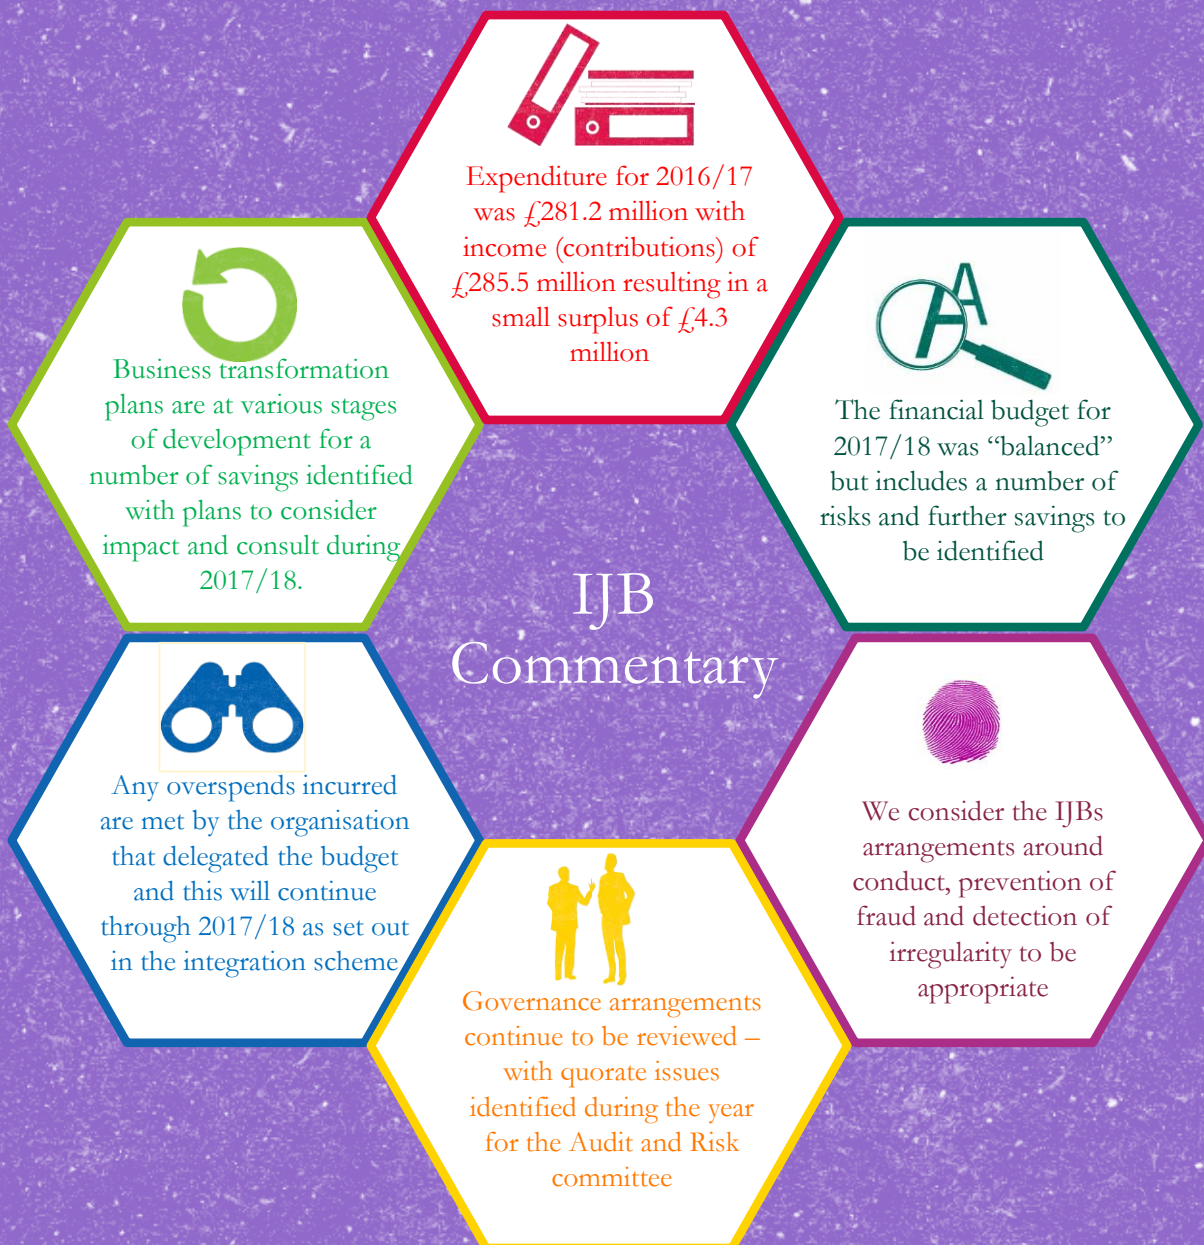 Expenditure for 2016/17
was £281.2 million with
income (contributions) of
£285.5 million resulting in a
small surplus of £4.3
million
Business transformation
plans are at various stages
of development for a
number of savings identified
with plans to consider
impact and consult during
2017/18.
A A
The financial budget for
2017/18 was “balanced”
but includes a number of
risks and further savings to
be identified
IJB
Commentary
Any overspends incurred
are met by the organisation
that delegated the budget
and this will continue
through 2017/18 as set out
in the integration scheme
We consider the IJBs
arrangements around
conduct, prevention of
fraud and detection of
irregularity to be
appropriate
Governance arrangements
continue to be reviewed –
with quorate issues
identified during the year
for the Audit and Risk
committee